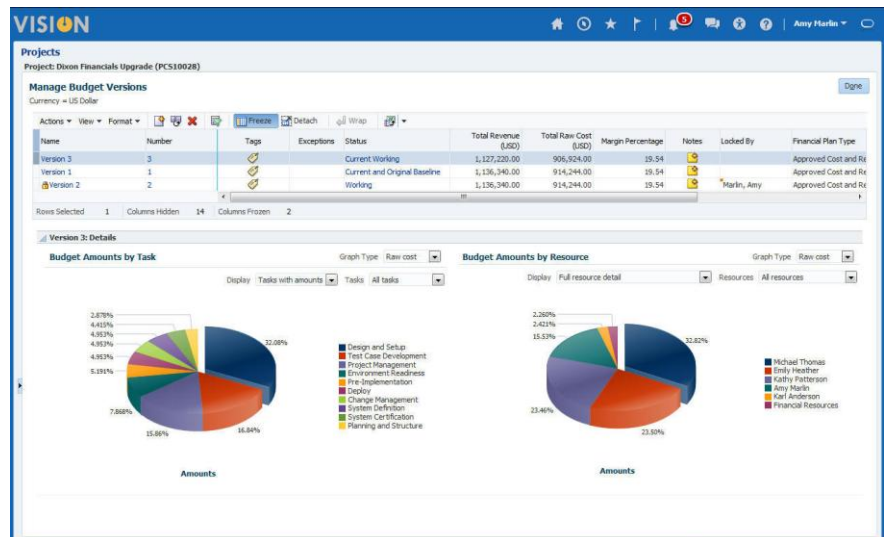 VISION
5
Amy Marlin
Projects
Project: Dixon Financials Upgrade (PCS10028)
Manage Budget Versions
Done
Currency = US Dollar
Actions View Format Freeze Detach Wrap
Name Number Tags Exceptions Status Total Revenue (USD) Total Raw Cost (USD) Margin Percentage Notes Locked By Financial Plan Type
Version 3 3 Current Working 1,127,220.00 906,924.00 19.54 Approved Cost and Re
Version 1 1 Current and Original Baseline 1,136,340.00 914,244.00 19.54 Approved Cost and Re
Version 2 2 Working 1,136,340.00 914,244.00 19.54 Marlin, Amy Approved Cost and Re
Rows Selected 1 Columns Hidden 14 Columns Frozen 2
Version 3: Details
Budget Amounts by Task Graph Type Raw cost
Display Tasks with amounts Tasks All tasks
2.878%
4.415%
4.953%
4.953%
4.953%
5.191%
7.868%
15.86%
16.84%
32.08%
Design and Setup
Test Case Development
Project Management
Environment Readiness
Pre-Implementation
Deploy
Change Management
System Definition
System Certification
Planning and Structure
Amounts
Budget Amounts by Resource Graph Type Raw cost
Display Full resource detail Resources All resources
2.260%
2.421%
15.53%
23.46%
23.50%
32.82%
Michael Thomas
Emily Heather
Kathy Patterson
Amy Marlin
Karl Anderson
Financial Resources
Amounts